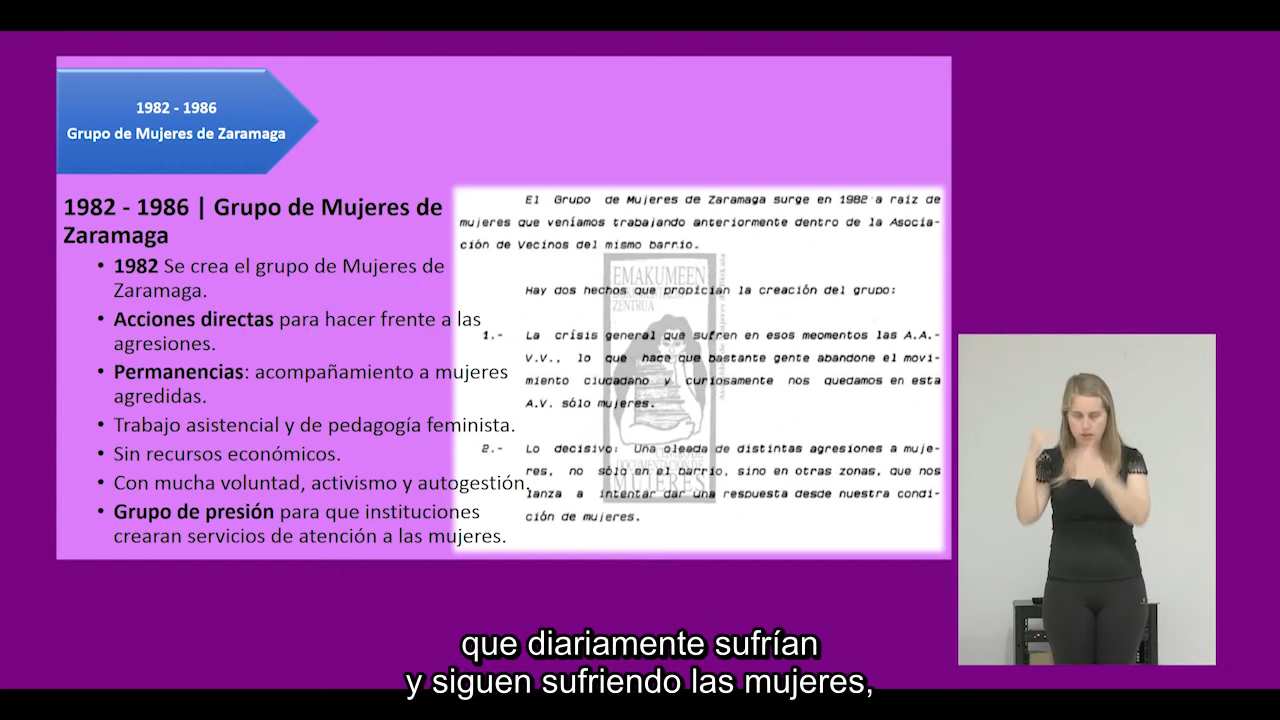 1982 - 1986
Grupo de Mujeres de Zaramaga
1982 - 1986 | Grupo de Mujeres de
Zaramaga
• 1982 Se crea el grupo de Mujeres de
Zaramaga.
• Acciones directas para hacer frente a las
agresiones.
• Permanencias: acompañamiento a mujeres
agredidas.
• Trabajo asistencial y de pedagogía feminista.
• Sin recursos económicos.
• Con mucha voluntad, activismo y autogestión.
• Grupo de presión para que instituciones
crearan servicios de atención a las mujeres.
El Grupo de Mujeres de Zaramaga surge en 1982 a raíz de
mujeres que veníamos trabajando anteriormente dentro de la Asocia-
ción de Vecinos del mismo barrio.
Hay dos hechos que propician la creación del grupo:
1.- La crísis general que sufren en esos meomentos las A.A.-
V.V., lo que hace que bastante gente abandone el movi-
miento ciudadano y curiosamente nos quedamos en esta
A.V. sólo mujeres.
2.- Lo decisivo: Una oleada de distintas agresiones a muje-
res, no sólo en el barrio, sino en otras zonas, que nos
lanza a intentar dar una respuesta desde nuestra condi-
ción de mujeres.
EMAKUMEEN
ZENTRUA
CENTRO DE
DOCUMENTACIÓN DE
MUJERES
que diariamente sufrían
y siguen sufriendo las mujeres,